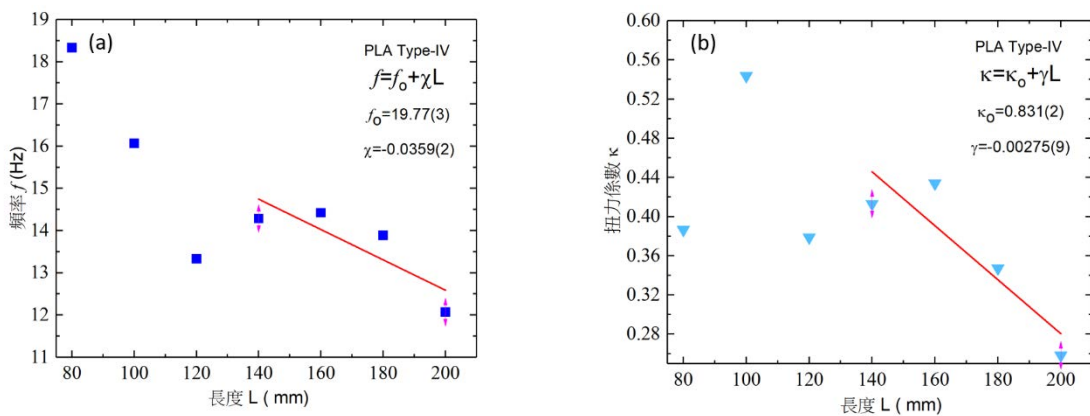 (a)
PLA Type-IV
f=fo+χL
fo=19.77(3)
χ=-0.0359(2)
頻率 f (Hz)
19
18
17
16
15
14
13
12
11
80 100 120 140 160 180 200
長度 L ( mm)
(b)
PLA Type-IV
κ=κo+γL
κo=0.831(2)
γ=-0.00275(9)
扭力係數 κ
0.60
0.56
0.52
0.48
0.44
0.40
0.36
0.32
0.28
80 100 120 140 160 180 200
長度 L ( mm)